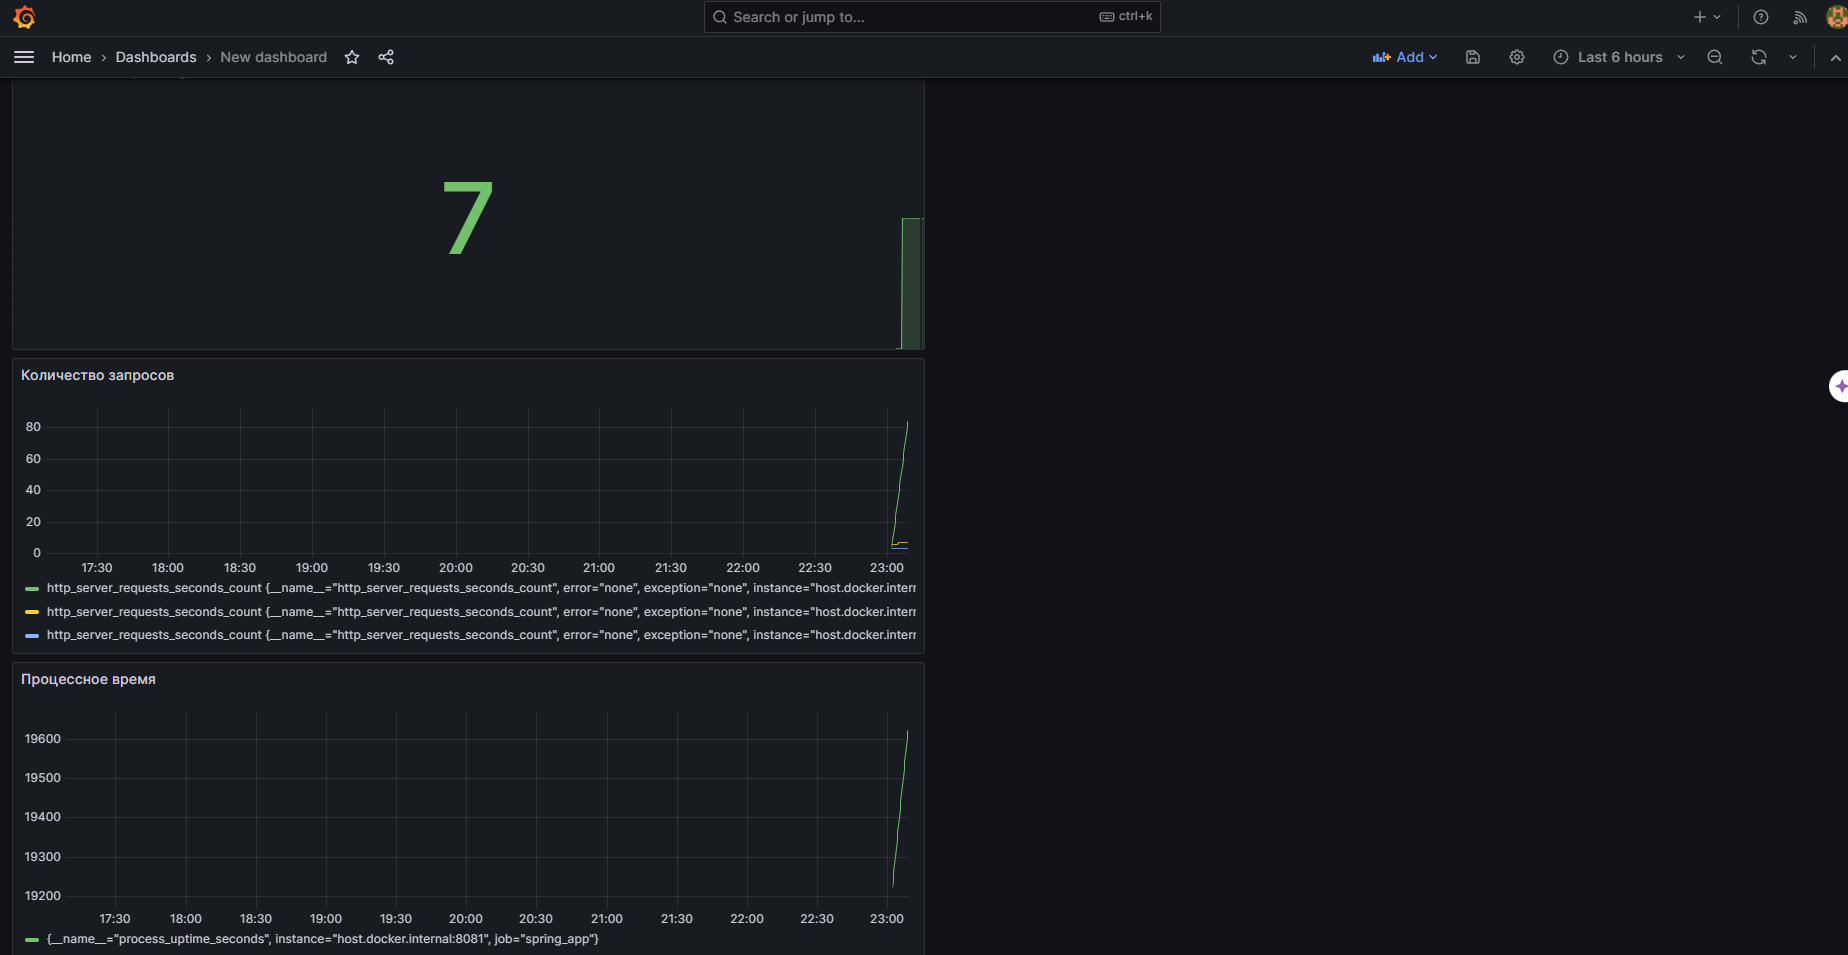 Search or jump to... ctrl+k
Home › Dashboards › New dashboard Add Last 6 hours
7
Количество запросов
80
60
40
20
0
17:30 18:00 18:30 19:00 19:30 20:00 20:30 21:00 21:30 22:00 22:30 23:00
http_server_requests_seconds_count {__name__="http_server_requests_seconds_count", error="none", exception="none", instance="host.docker.intern
http_server_requests_seconds_count {__name__="http_server_requests_seconds_count", error="none", exception="none", instance="host.docker.intern
http_server_requests_seconds_count {__name__="http_server_requests_seconds_count", error="none", exception="none", instance="host.docker.intern
Процессное время
19600
19500
19400
19300
19200
17:30 18:00 18:30 19:00 19:30 20:00 20:30 21:00 21:30 22:00 22:30 23:00
{__name__="process_uptime_seconds", instance="host.docker.internal:8081", job="spring_app"}